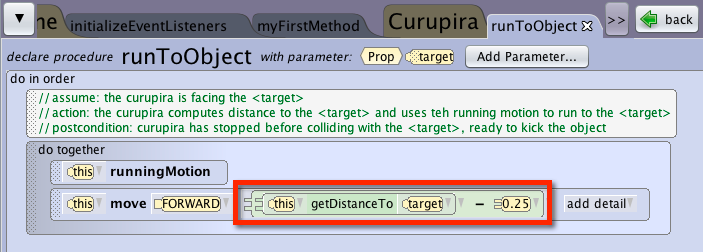 ne initializeEventListeners myFirstMethod Curupira runToObject >> back
declare procedure runToObject with parameter: Prop target Add Parameter...
do in order
// assume: the curupira is facing the <target>
// action: the curupira computes distance to the <target> and uses teh running motion to run to the <target>
// postcondition: curupira has stopped before colliding with the <target>, ready to kick the object
do together
this runningMotion
this move FORWARD this getDistanceTo target - 0.25 add detail